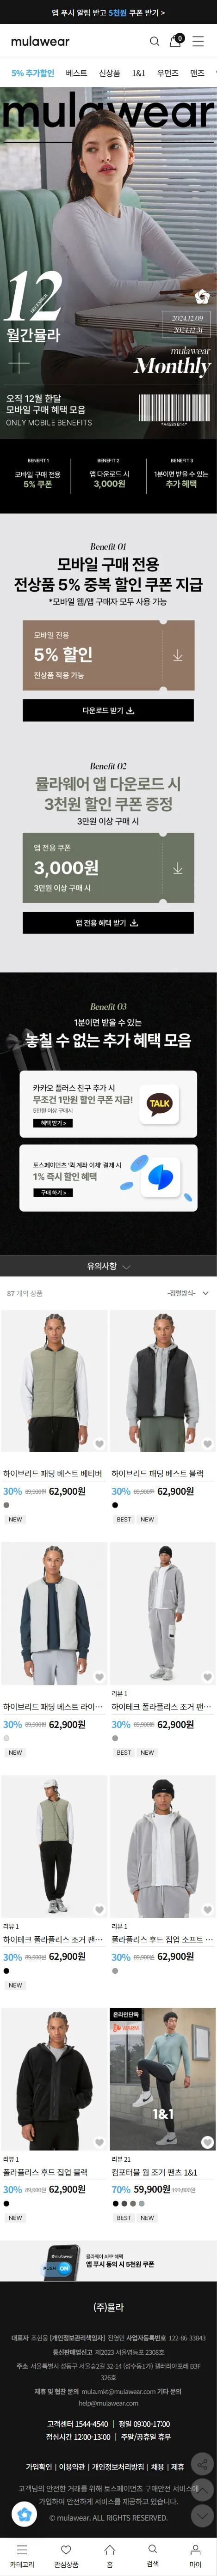 앱 푸시 알림 받고 5천원 쿠폰 받기 >
mulawear
0
5% 추가할인 베스트 신상품 1&1 우먼즈 맨즈
mulawear
12
DECEMBER
월간뮬라
2024.12.09
- 2024.12.31
mulawear
Monthly
오직 12월 한달
모바일 구매 혜택 모음
ONLY MOBILE BENEFITS
BENEFIT 1
모바일 구매 전용
5% 쿠폰
BENEFIT 2
앱 다운로드 시
3,000원
BENEFIT 3
1분이면 받을 수 있는
추가 혜택
Benefit 01
모바일 구매 전용
전상품 5% 중복 할인 쿠폰 지급
*모바일 웹/앱 구매자 모두 사용 가능
모바일 전용
5% 할인
전상품 적용 가능
다운로드 받기
Benefit 02
뮬라웨어 앱 다운로드 시
3천원 할인 쿠폰 증정
3만원 이상 구매 시
앱 전용 쿠폰
3,000원
3만원 이상 구매 시
앱 전용 혜택 받기
Benefit 03
1분이면 받을 수 있는
놓칠 수 없는 추가 혜택 모음
카카오 플러스 친구 추가 시
무조건 1만원 할인 쿠폰 지급!
5만원 이상 구매시
혜택 받기 >
TALK
토스페이먼츠 '퀵 계좌 이체' 결제 시
1% 즉시 할인 혜택
구매 하기 >
유의사항
87 개의 상품
-정렬방식-
하이브리드 패딩 베스트 베티버
30% 89,900원 62,900원
NEW
하이브리드 패딩 베스트 블랙
30% 89,900원 62,900원
BEST NEW
하이브리드 패딩 베스트 라이…
30% 89,900원 62,900원
NEW
리뷰 1
하이테크 폴라플리스 조거 팬…
30% 89,900원 62,900원
BEST NEW
리뷰 1
하이테크 폴라플리스 조거 팬…
30% 89,900원 62,900원
NEW
리뷰 1
폴라플리스 후드 집업 소프트 …
30% 89,900원 62,900원
리뷰 1
폴라플리스 후드 집업 블랙
30% 89,900원 62,900원
NEW
온라인단독
WARM
1&1
리뷰 21
컴포터블 웜 조거 팬츠 1&1
70% 59,900원 199,800원
BEST NEW
PUSH
ON
뮬라웨어 APP 혜택
앱 푸시 동의 시 5천원 쿠폰
(주)뮬라
대표자 조현웅 [개인정보관리책임자] 전영민 사업자등록번호 122-86-33843
통신판매업신고 제2023 서울영등포 2308호
주소 서울특별시 성동구 서울숲2길 32-14 (성수동1가) 갤러리아포레 B3F
326호
제휴 및 협찬 문의 mula.mkt@mulawear.com 기타 문의
help@mulawear.com
고객센터 1544-4540 | 평일 09:00-17:00
점심시간 12:00-13:00 | 주말/공휴일 휴무
가입확인 | 이용약관 | 개인정보처리방침 | 채용 | 제휴
고객님의 안전한 거래를 위해 토스페이먼츠 구매안전 서비스에
가입하여 안전하게 서비스를 제공하고 있습니다.
© mulawear. ALL RIGHTS RESERVED.
카테고리 관심상품 홈 검색 마이